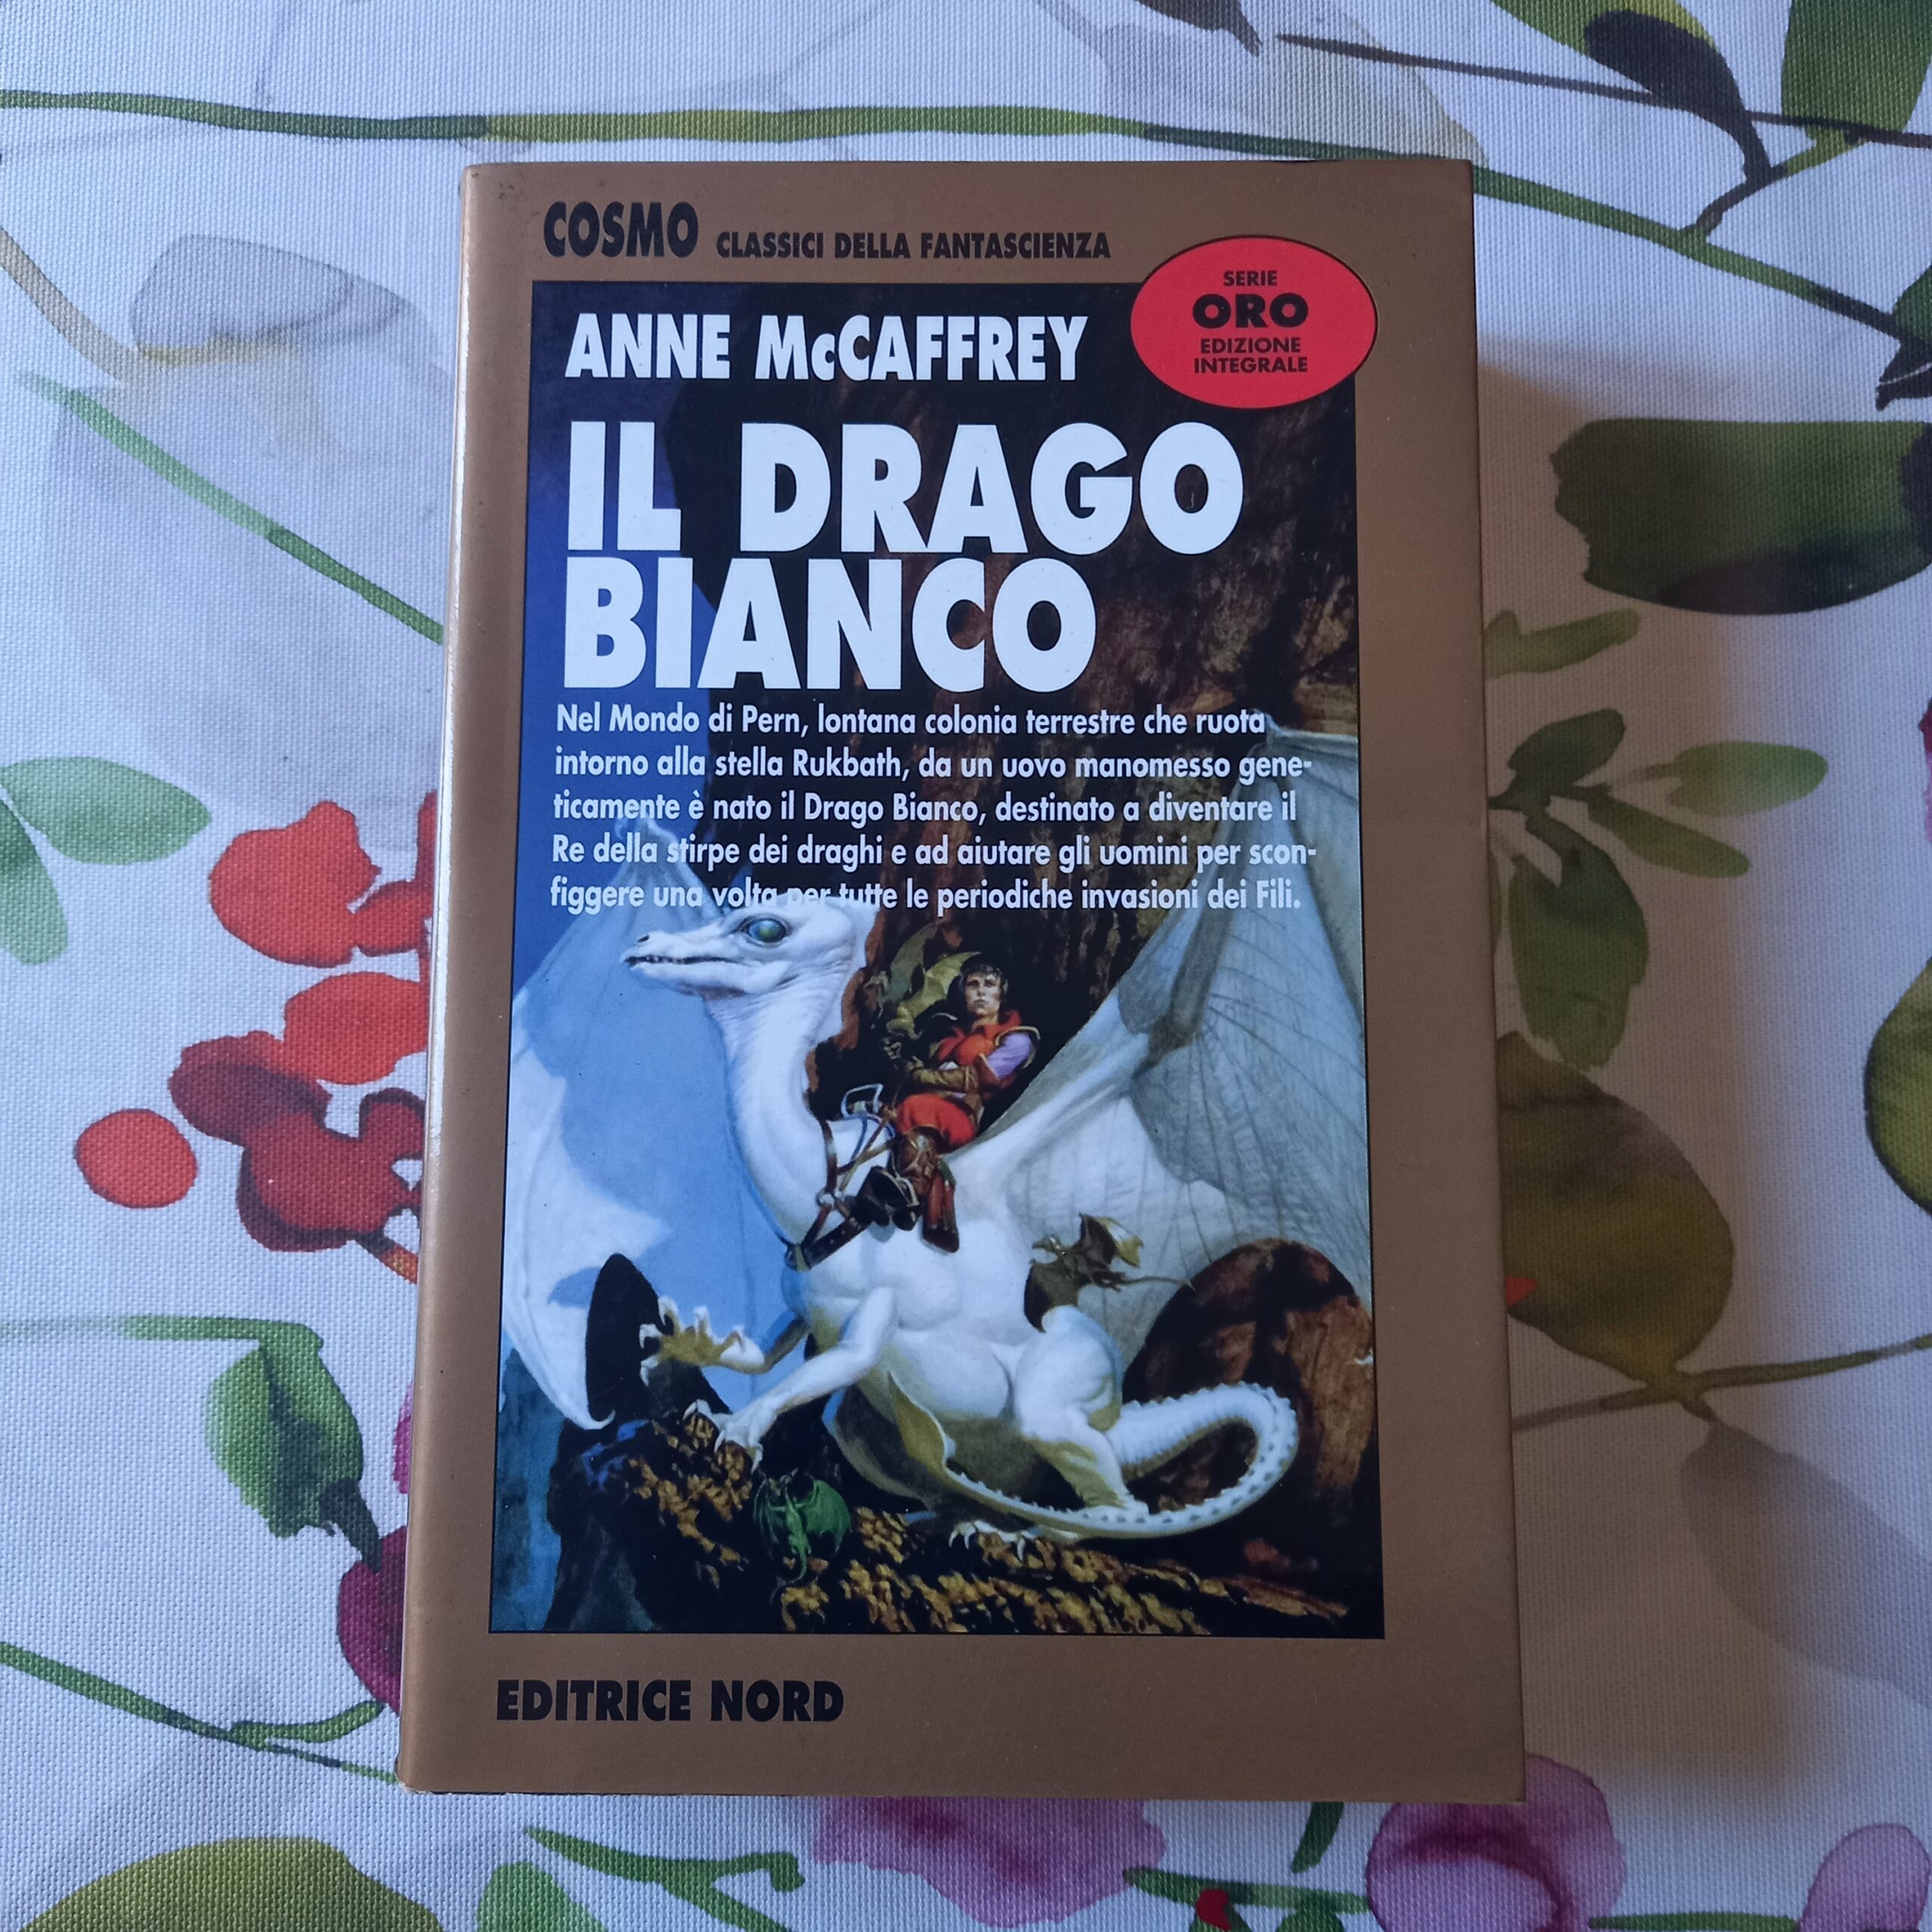 COSMO CLASSICI DELLA FANTASCIENZA
SERIE
ORO
EDIZIONE
INTEGRALE
ANNE McCAFFREY
IL DRAGO
BIANCO
Nel Mondo di Pern, lontana colonia terrestre che ruota
intorno alla stella Rukbath, da un uovo manomesso gene-
ticamente è nato il Drago Bianco, destinato a diventare il
Re della stirpe dei draghi e ad aiutare gli uomini per scon-
figgere una volta per tutte le periodiche invasioni dei Fili.
EDITRICE NORD